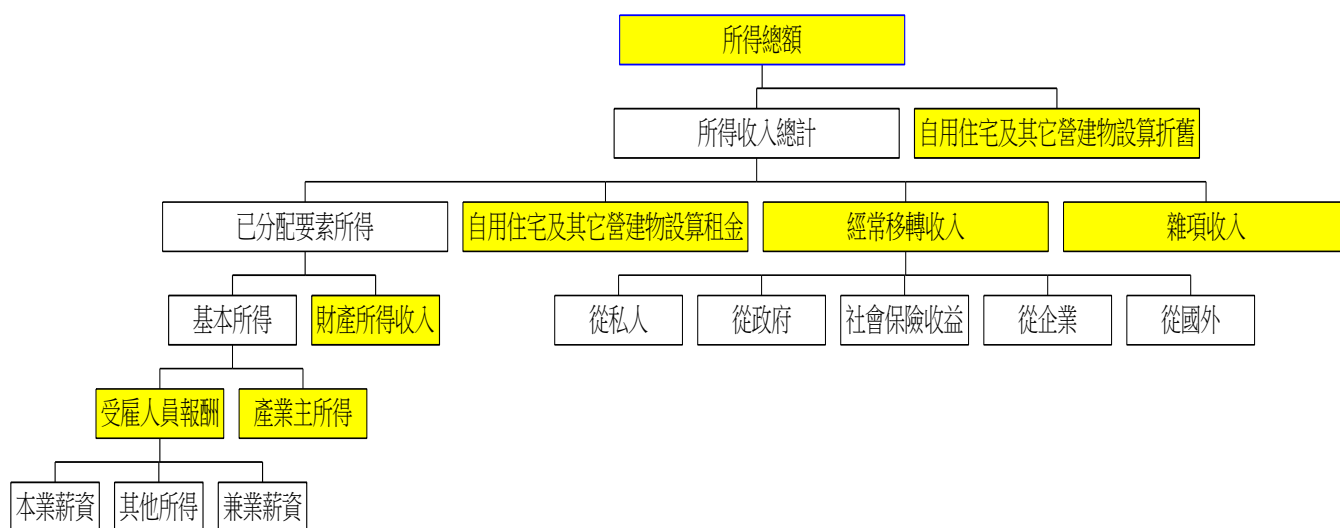 所得總額
所得收入總計
自用住宅及其它營建物設算折舊
已分配要素所得
自用住宅及其它營建物設算租金
經常移轉收入
雜項收入
基本所得
財產所得收入
從私人
從政府
社會保險收益
從企業
從國外
受雇人員報酬
產業主所得
本業薪資
其他所得
兼業薪資